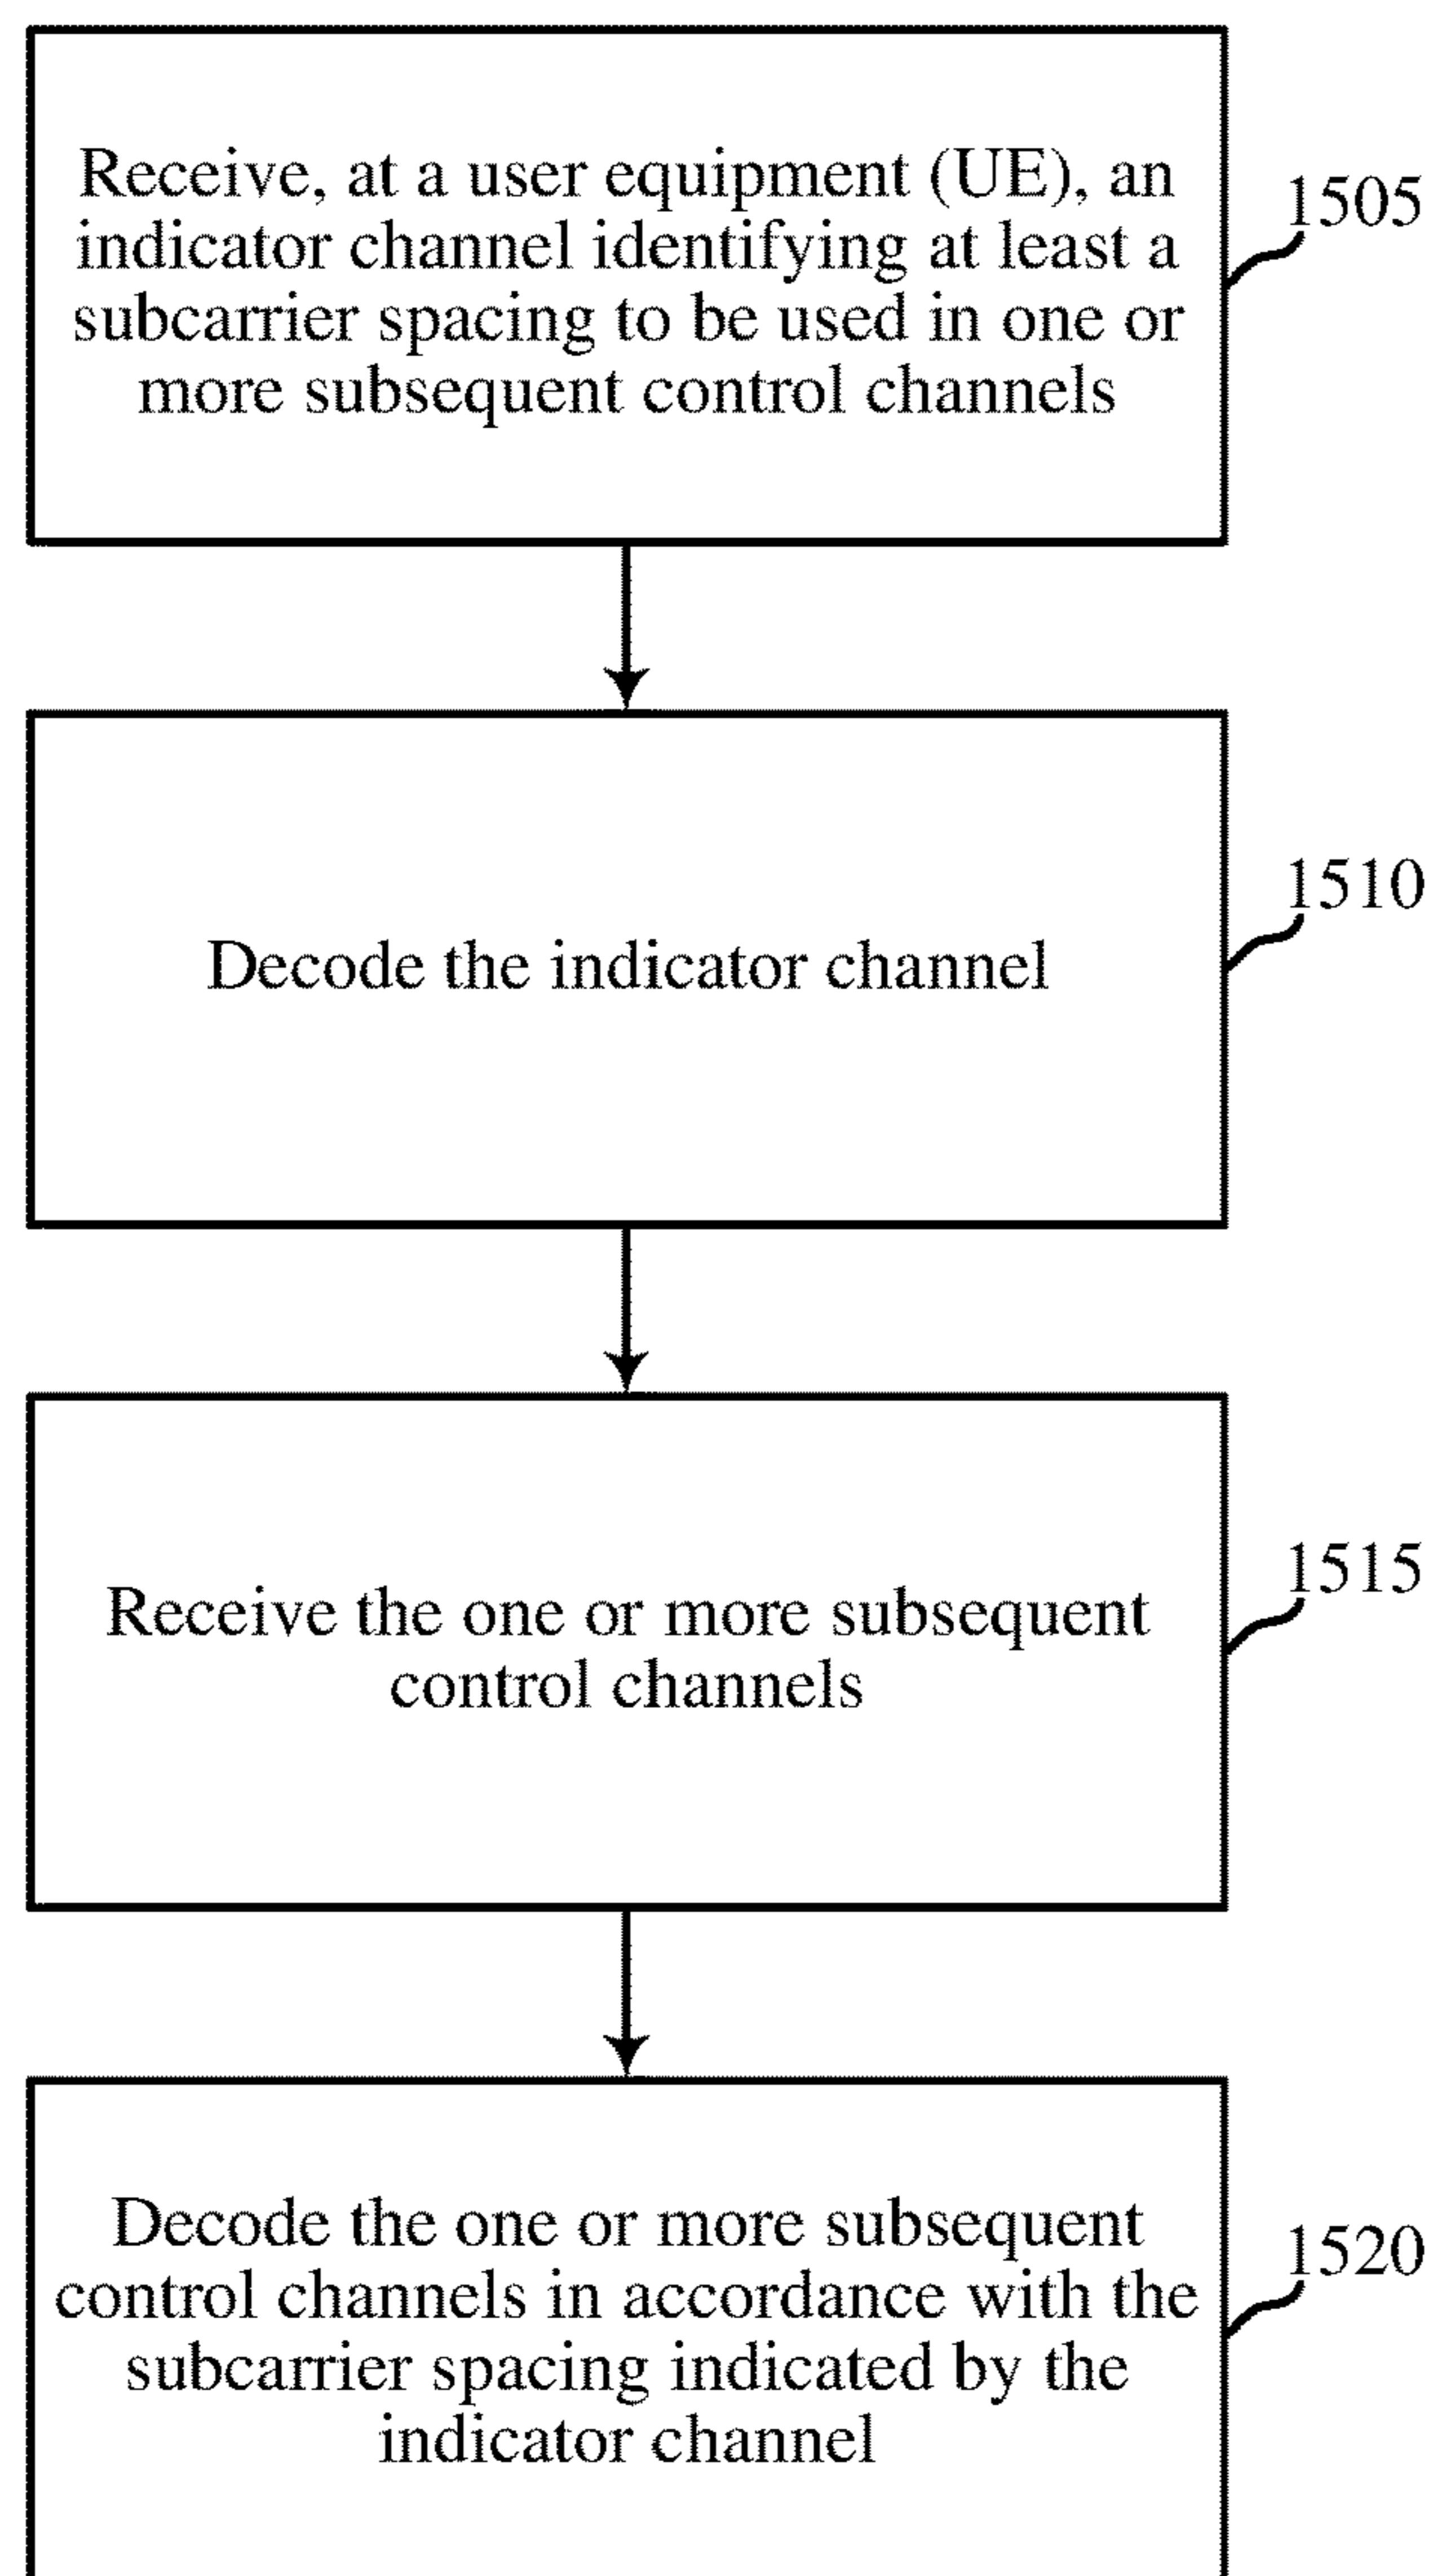 Receive, at a user equipment (UE), an
indicator channel identifying at least a
subcarrier spacing to be used in one or
more subsequent control channels
1505
Decode the indicator channel
1510
Receive the one or more subsequent
control channels
1515
Decode the one or more subsequent
control channels in accordance with the
subcarrier spacing indicated by the
indicator channel
1520